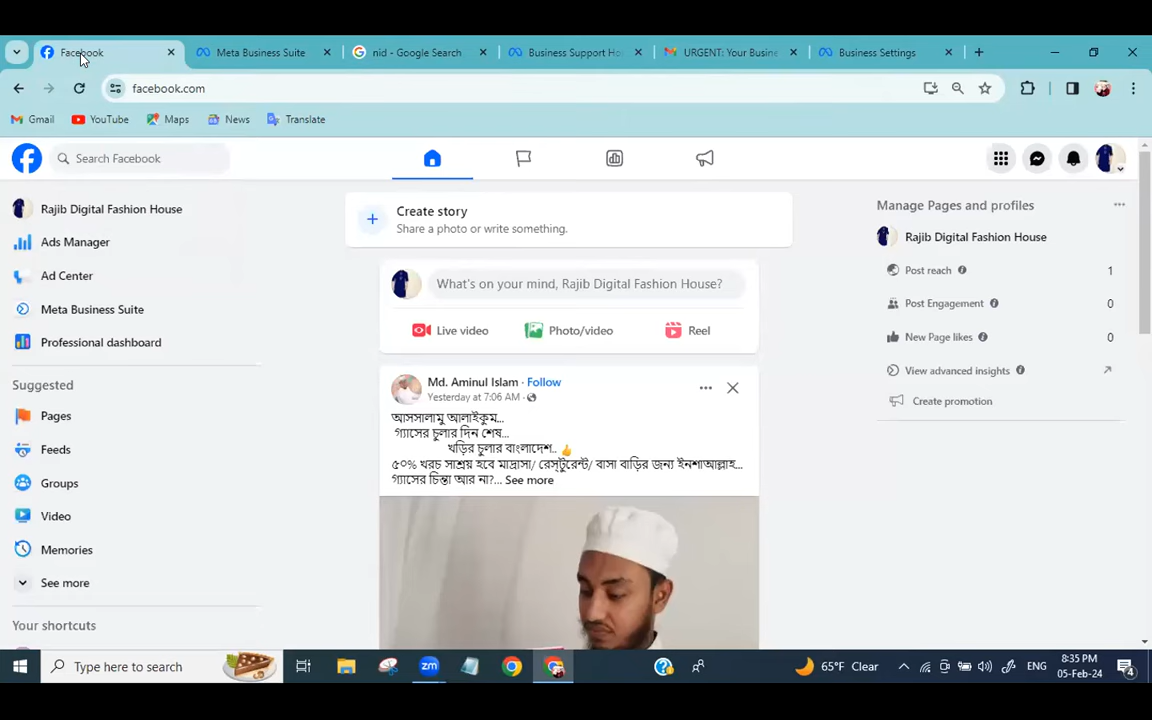 Facebook
Meta Business Suite
nid - Google Search
Business Support Ho
URGENT: Your Busine
Business Settings
facebook.com
Gmail
YouTube
Maps
News
Translate
Search Facebook
Rajib Digital Fashion House
Ads Manager
Ad Center
Meta Business Suite
Professional dashboard
Suggested
Pages
Feeds
Groups
Video
Memories
See more
Your shortcuts
Create story
Share a photo or write something.
What's on your mind, Rajib Digital Fashion House?
Live video
Photo/video
Reel
Md. Aminul Islam · Follow
Yesterday at 7:06 AM ·
আসসালামু আলাইকুম...
গ্যাসের চুলার দিন শেষ...
খড়ির চুলার বাংলাদেশ.. 👍
৫০% খরচ সাশ্রয় হবে মাদ্রাসা/ রেস্টুরেন্ট/ বাসা বাড়ির জন্য ইনশাআল্লাহ...
গ্যাসের চিন্তা আর না?... See more
Manage Pages and profiles
Rajib Digital Fashion House
Post reach 1
Post Engagement 0
New Page likes 0
View advanced insights
Create promotion
Type here to search
zm
65°F Clear
ENG
8:35 PM
05-Feb-24
4